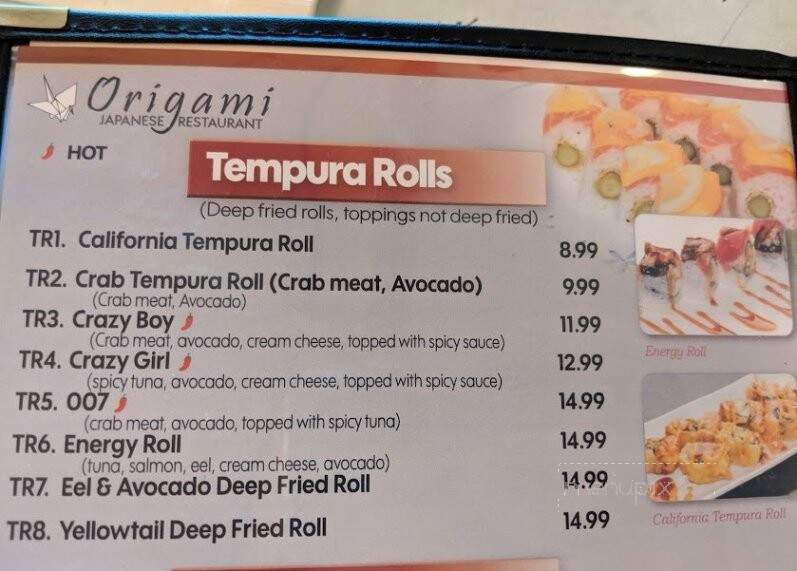 Origami
JAPANESE RESTAURANT
HOT
Tempura Rolls
(Deep fried rolls, toppings not deep fried)
TR1. California Tempura Roll 8.99
TR2. Crab Tempura Roll (Crab meat, Avocado) 9.99
(Crab meat, Avocado)
TR3. Crazy Boy 11.99
(Crab meat, avocado, cream cheese, topped with spicy sauce)
TR4. Crazy Girl 12.99
(spicy tuna, avocado, cream cheese, topped with spicy sauce)
TR5. 007 14.99
(crab meat, avocado, topped with spicy tuna)
TR6. Energy Roll 14.99
(tuna, salmon, eel, cream cheese, avocado)
TR7. Eel & Avocado Deep Fried Roll 14.99
TR8. Yellowtail Deep Fried Roll 14.99
Energy Roll
menupix
California Tempura Roll